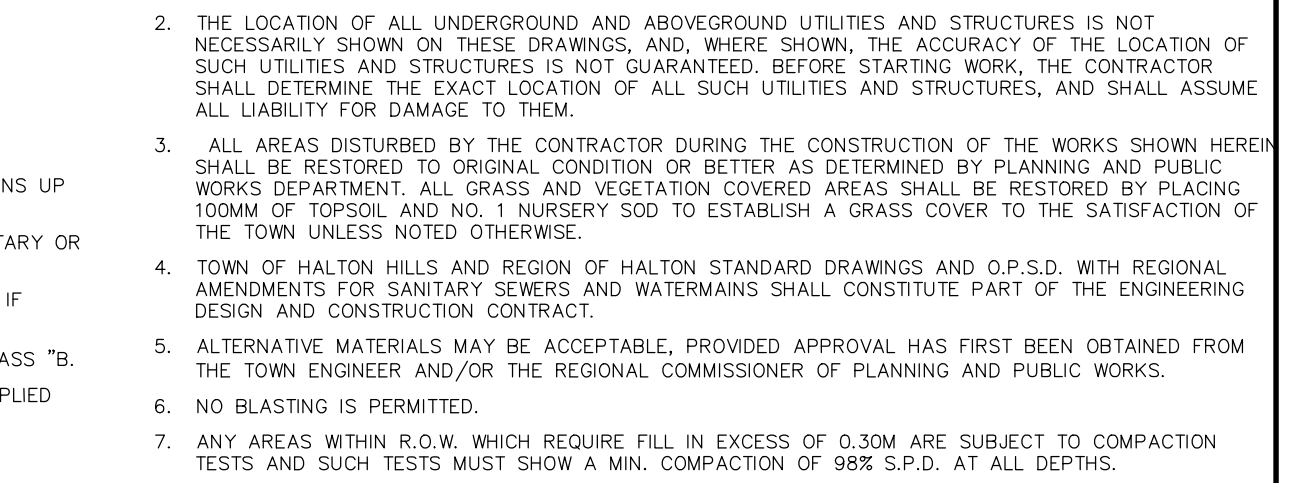 2. THE LOCATION OF ALL UNDERGROUND AND ABOVEGROUND UTILITIES AND STRUCTURES IS NOT
NECESSARILY SHOWN ON THESE DRAWINGS, AND, WHERE SHOWN, THE ACCURACY OF THE LOCATION OF
SUCH UTILITIES AND STRUCTURES IS NOT GUARANTEED. BEFORE STARTING WORK, THE CONTRACTOR
SHALL DETERMINE THE EXACT LOCATION OF ALL SUCH UTILITIES AND STRUCTURES, AND SHALL ASSUME
ALL LIABILITY FOR DAMAGE TO THEM.
3. ALL AREAS DISTURBED BY THE CONTRACTOR DURING THE CONSTRUCTION OF THE WORKS SHOWN HEREIN
SHALL BE RESTORED TO ORIGINAL CONDITION OR BETTER AS DETERMINED BY PLANNING AND PUBLIC
WORKS DEPARTMENT. ALL GRASS AND VEGETATION COVERED AREAS SHALL BE RESTORED BY PLACING
100MM OF TOPSOIL AND NO. 1 NURSERY SOD TO ESTABLISH A GRASS COVER TO THE SATISFACTION OF
THE TOWN UNLESS NOTED OTHERWISE.
4. TOWN OF HALTON HILLS AND REGION OF HALTON STANDARD DRAWINGS AND O.P.S.D. WITH REGIONAL
AMENDMENTS FOR SANITARY SEWERS AND WATERMAINS SHALL CONSTITUTE PART OF THE ENGINEERING
DESIGN AND CONSTRUCTION CONTRACT.
5. ALTERNATIVE MATERIALS MAY BE ACCEPTABLE, PROVIDED APPROVAL HAS FIRST BEEN OBTAINED FROM
THE TOWN ENGINEER AND/OR THE REGIONAL COMMISSIONER OF PLANNING AND PUBLIC WORKS.
6. NO BLASTING IS PERMITTED.
7. ANY AREAS WITHIN R.O.W. WHICH REQUIRE FILL IN EXCESS OF 0.30M ARE SUBJECT TO COMPACTION
TESTS AND SUCH TESTS MUST SHOW A MIN. COMPACTION OF 98% S.P.D. AT ALL DEPTHS.
NS UP
TARY OR
IF
ASS "B.
PLIED